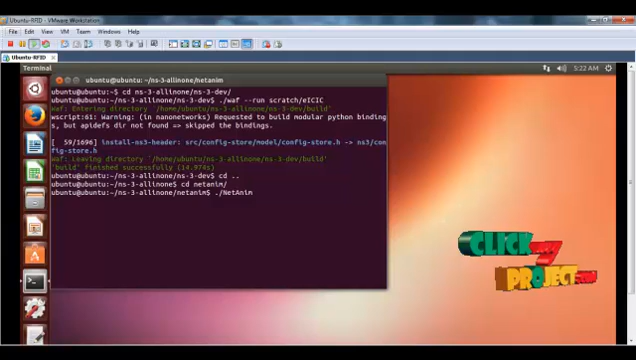 Ubuntu-RFID - VMware Workstation
File Edit View VM Team Windows Help
Ubuntu-RFID
Terminal
5:22 AM
ubuntu@ubuntu: ~/ns-3-allinone/netanim
ubuntu@ubuntu:~$ cd ns-3-allinone/ns-3-dev/
ubuntu@ubuntu:~/ns-3-allinone/ns-3-dev$ ./waf --run scratch/eICIC
Waf: Entering directory `/home/ubuntu/ns-3-allinone/ns-3-dev/build'
wscript:61: Warning: (in nanonetworks) Requested to build modular python binding
s, but apidefs dir not found => skipped the bindings.
[ 59/1696] install-ns3-header: src/config-store/model/config-store.h -> ns3/con
fig-store.h
Waf: Leaving directory `/home/ubuntu/ns-3-allinone/ns-3-dev/build'
'build' finished successfully (14.974s)
ubuntu@ubuntu:~/ns-3-allinone/ns-3-dev$ cd ..
ubuntu@ubuntu:~/ns-3-allinone$ cd netanim/
ubuntu@ubuntu:~/ns-3-allinone/netanim$ ./NetAnim
CLICK my
PROJECT.com